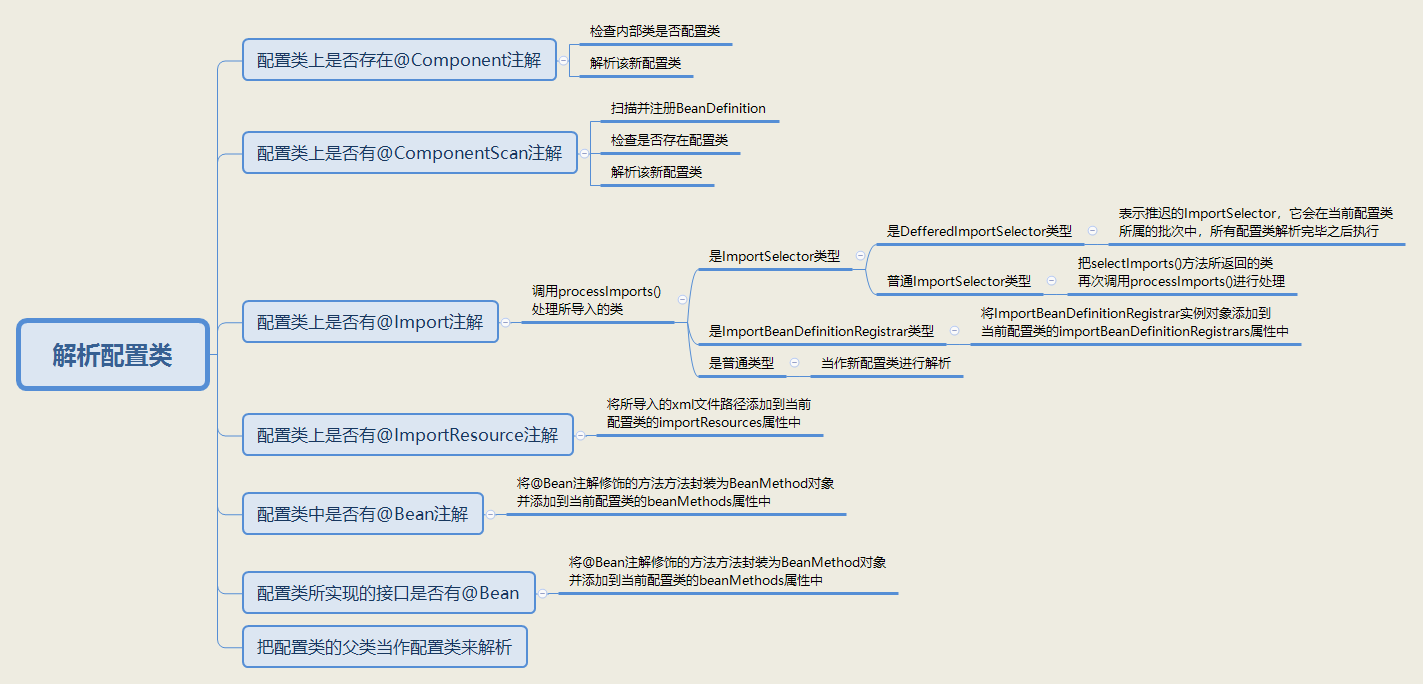 解析配置类
配置类上是否存在@Component注解
检查内部类是否配置类
解析该新配置类
配置类上是否有@ComponentScan注解
扫描并注册BeanDefinition
检查是否存在配置类
解析该新配置类
配置类上是否有@Import注解
调用processImports()
处理所导入的类
是ImportSelector类型
是DefferedImportSelector类型
表示推迟的ImportSelector，它会在当前配置类
所属的批次中，所有配置类解析完毕之后执行
普通ImportSelector类型
把selectImports()方法所返回的类
再次调用processImports()进行处理
是ImportBeanDefinitionRegistrar类型
将ImportBeanDefinitionRegistrar实例对象添加到
当前配置类的importBeanDefinitionRegistrars属性中
是普通类型
当作新配置类进行解析
配置类上是否有@ImportResource注解
将所导入的xml文件路径添加到当前
配置类的importResources属性中
配置类中是否有@Bean注解
将@Bean注解修饰的方法方法封装为BeanMethod对象
并添加到当前配置类的beanMethods属性中
配置类所实现的接口是否有@Bean
将@Bean注解修饰的方法方法封装为BeanMethod对象
并添加到当前配置类的beanMethods属性中
把配置类的父类当作配置类来解析